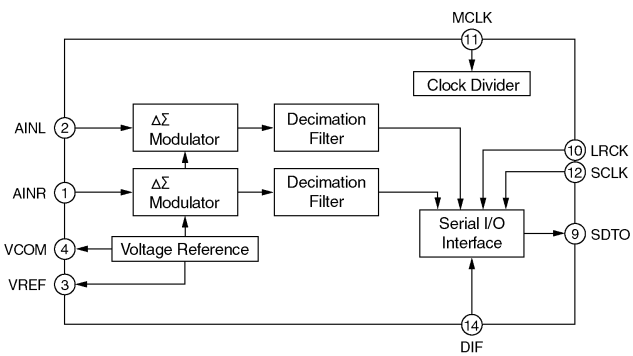 MCLK
11
Clock Divider
AINL
2
ΔΣ
Modulator
Decimation
Filter
10
LRCK
12
SCLK
AINR
1
ΔΣ
Modulator
Decimation
Filter
Serial I/O
Interface
9
SDTO
VCOM
4
Voltage Reference
VREF
3
14
DIF